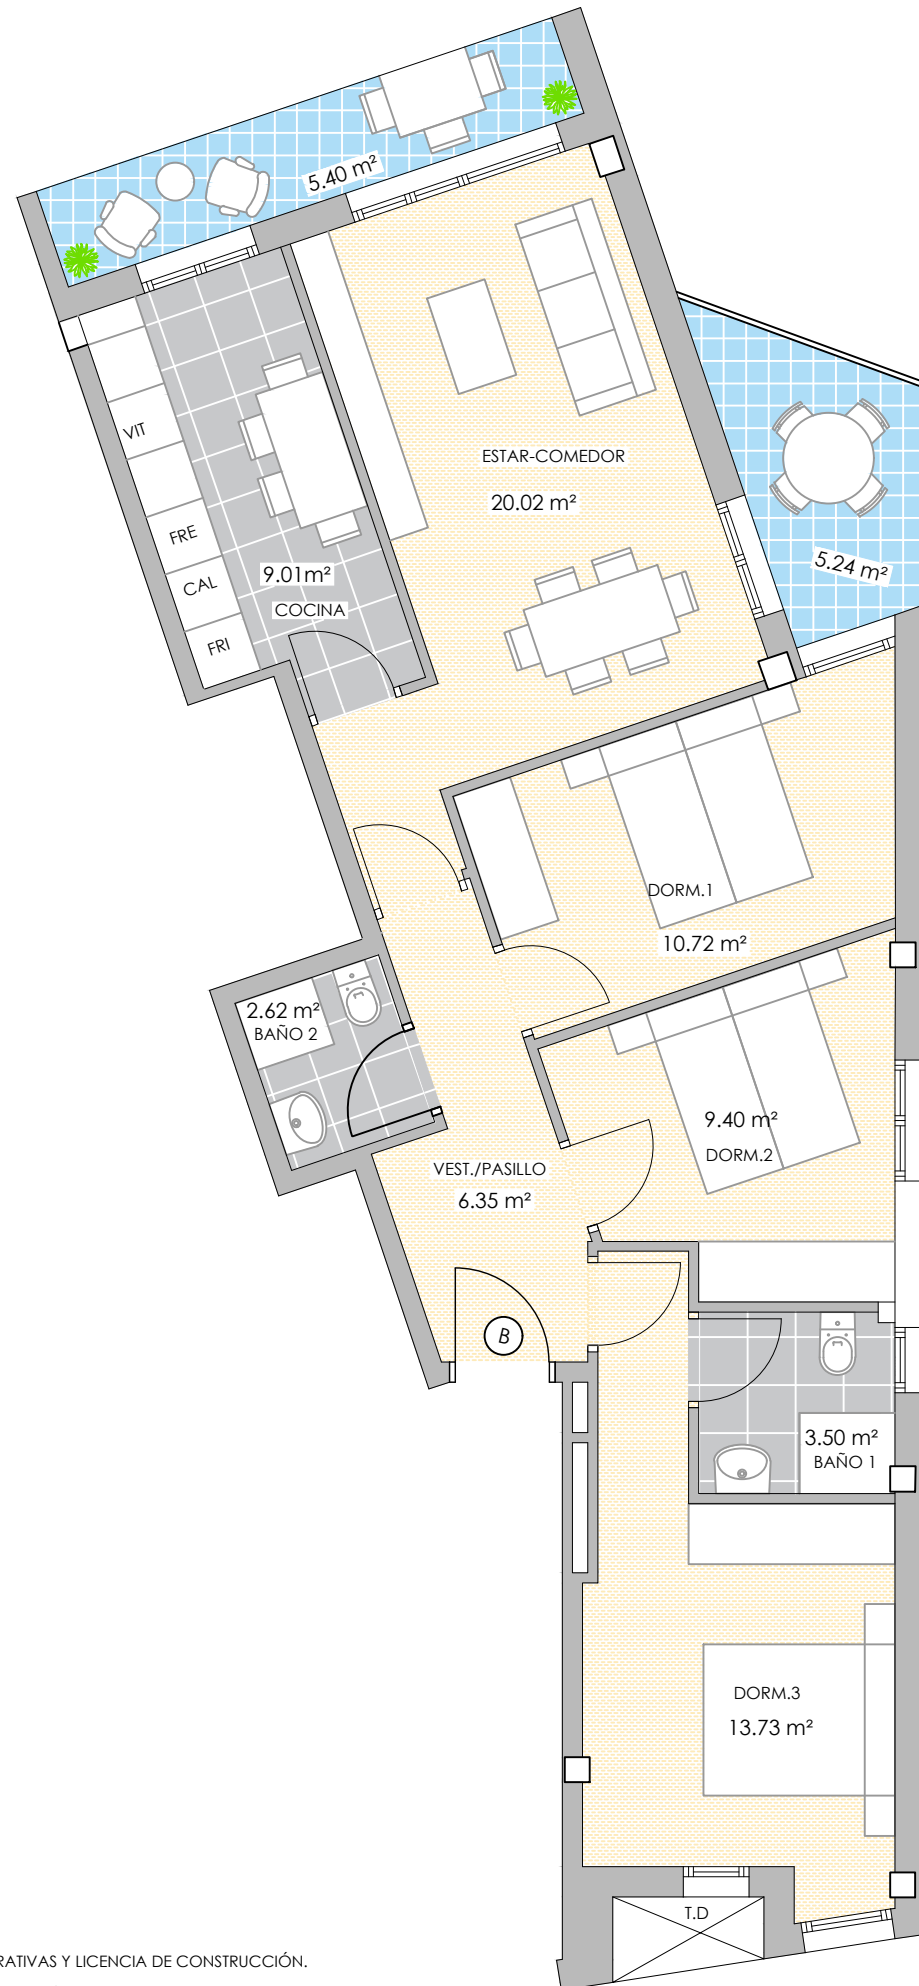 5.40 m²
ESTAR-COMEDOR
20.02 m²
VIT
FRE
CAL
FRI
9.01m²
COCINA
5.24 m²
DORM.1
10.72 m²
2.62 m²
BAÑO 2
9.40 m²
DORM.2
VEST./PASILLO
6.35 m²
B
3.50 m²
BAÑO 1
DORM.3
13.73 m²
T.D
RATIVAS Y LICENCIA DE CONSTRUCCIÓN.